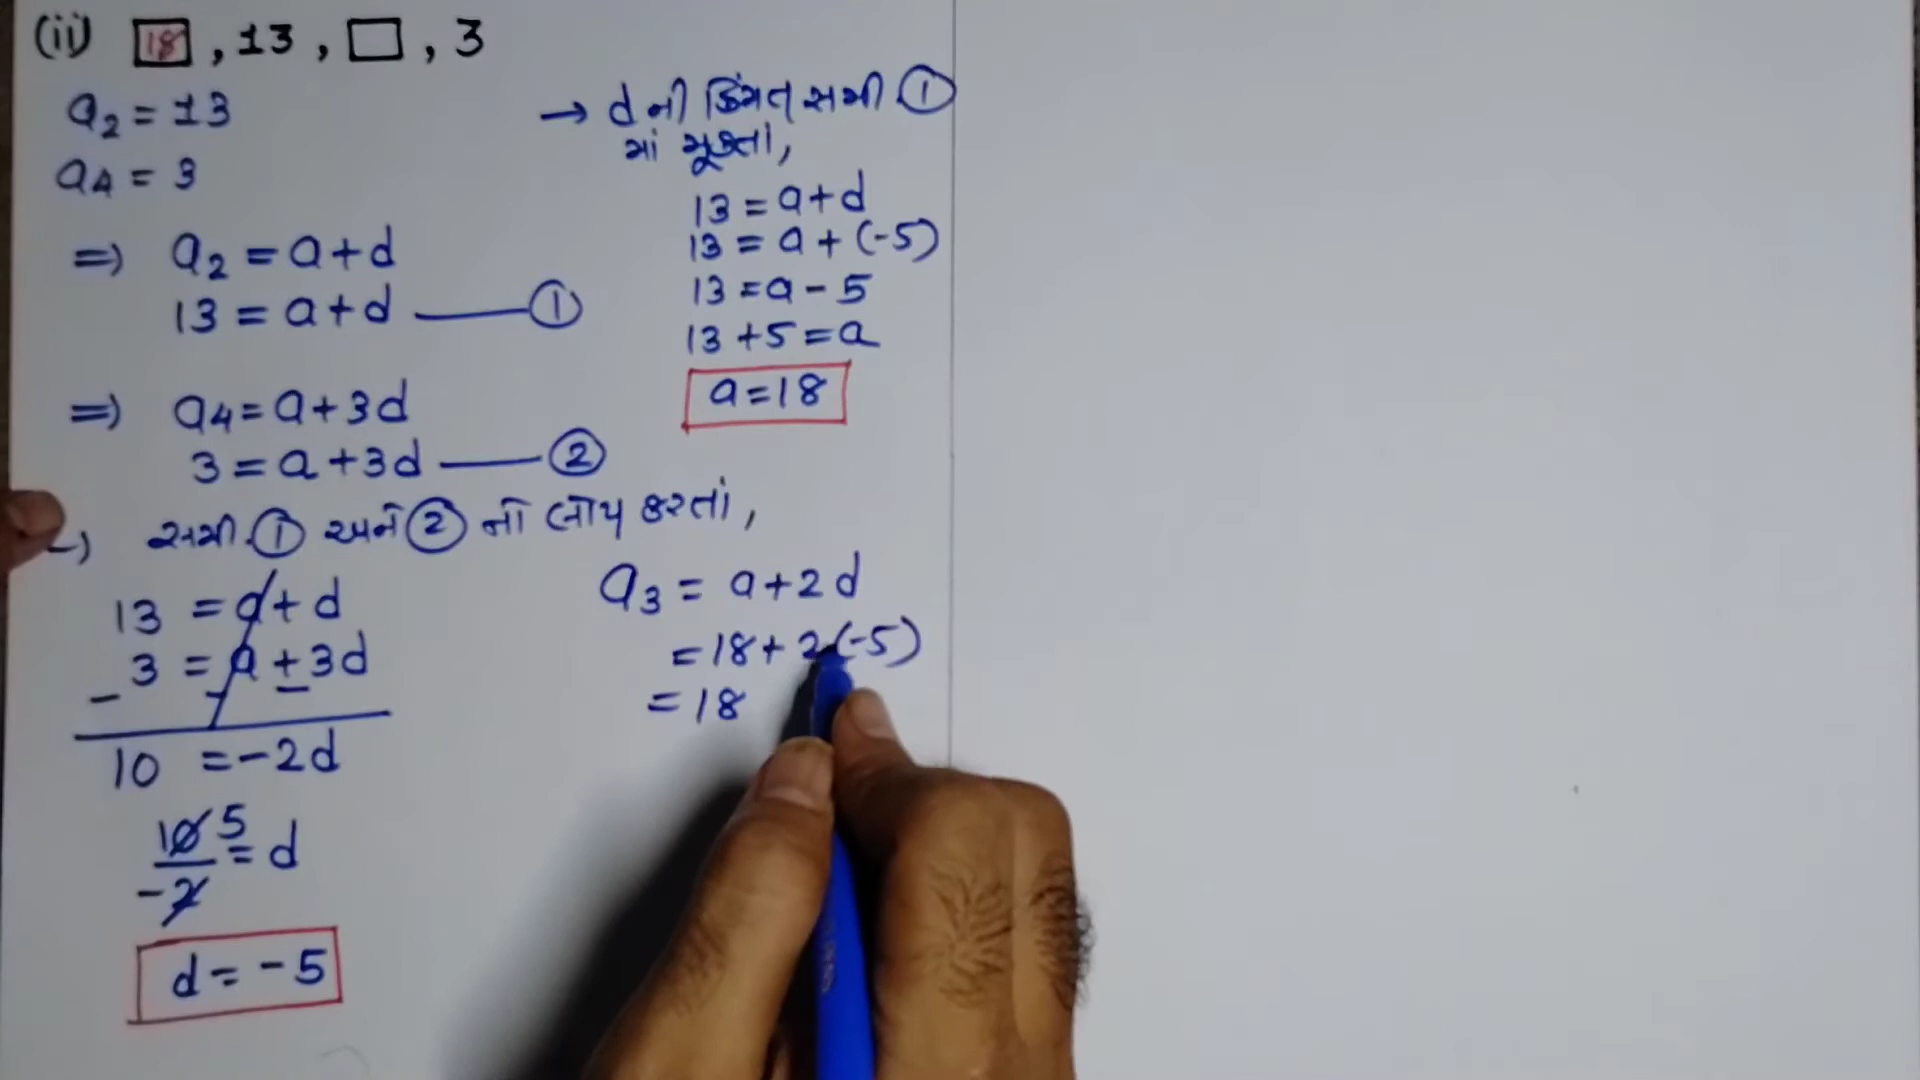 (ii) 18 , 13 , □ , 3
a₂ = 13
a₄ = 3
⇒ a₂ = a + d
13 = a + d —— ①
⇒ a₄ = a + 3d
3 = a + 3d —— ②
→ સમી. ① અને ② નો લોપ કરતાં,
13 = a + d
3 = a + 3d
− − −
10 = −2d
10 5
── = d
−2
d = −5
→ d ની કિંમત સમી. ①
માં મૂકતાં,
13 = a + d
13 = a + (−5)
13 = a − 5
13 + 5 = a
a = 18
a₃ = a + 2d
= 18 + 2(−5)
= 18